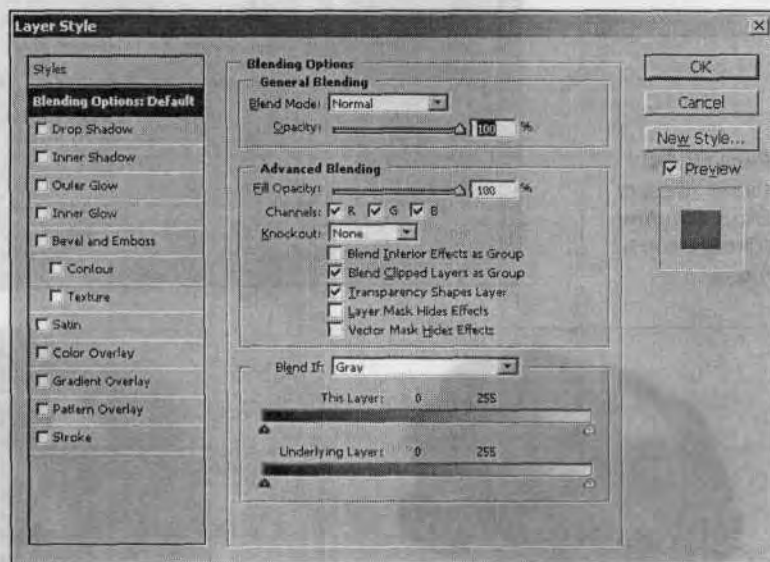 Layer Style
Styles
Blending Options: Default
Drop Shadow
Inner Shadow
Outer Glow
Inner Glow
Bevel and Emboss
Contour
Texture
Satin
Color Overlay
Gradient Overlay
Pattern Overlay
Stroke
Blending Options
General Blending
Blend Mode: Normal
Opacity: 100 %
Advanced Blending
Fill Opacity: 100 %
Channels: R G B
Knockout: None
Blend Interior Effects as Group
Blend Clipped Layers as Group
Transparency Shapes Layer
Layer Mask Hides Effects
Vector Mask Hides Effects
Blend If: Gray
This Layer: 0 255
Underlying Layer: 0 255
OK
Cancel
New Style...
Preview